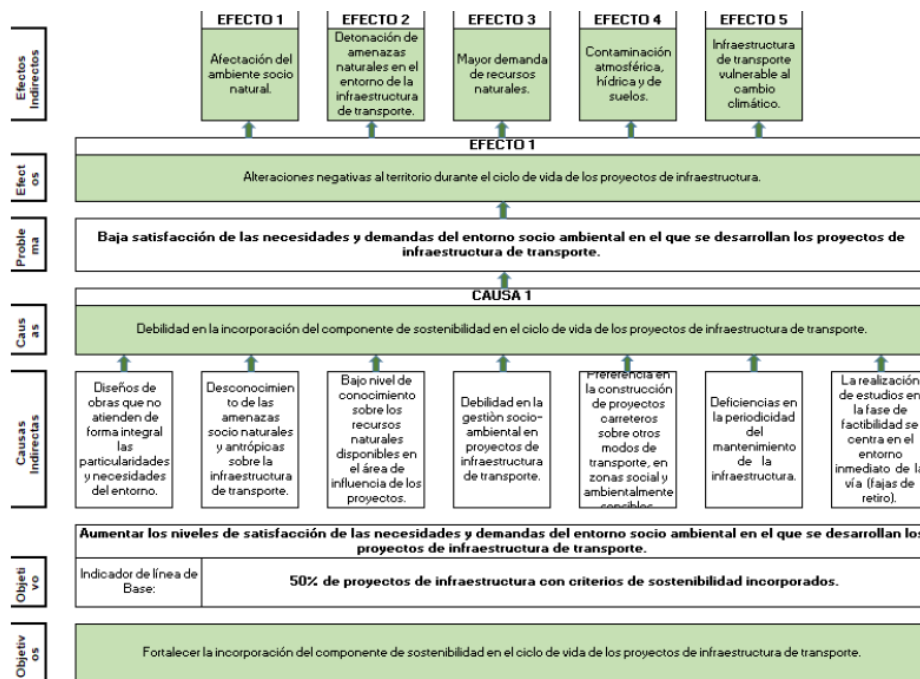 EFECTO 1
EFECTO 2
EFECTO 3
EFECTO 4
EFECTO 5
Efectos
Indirectos
Afectación del
ambiente socio
natural.
Detonación de
amenazas
naturales en el
entorno de la
infraestructura
de transporte.
Mayor demanda
de recursos
naturales.
Contaminación
atmosférica,
hídrica y de
suelos.
Infraestructura
de transporte
vulnerable al
cambio
climático.
EFECTO 1
Efect
os
Alteraciones negativas al territorio durante el ciclo de vida de los proyectos de infraestructura.
Proble
ma
Baja satisfacción de las necesidades y demandas del entorno socio ambiental en el que se desarrollan los proyectos de
infraestructura de transporte.
CAUSA 1
Caus
as
Debilidad en la incorporación del componente de sostenibilidad en el ciclo de vida de los proyectos de infraestructura de transporte.
Causas
Indirectas
Diseños de
obras que no
atienden de
forma integral
las
particularidades
y necesidades
del entorno.
Desconocimien
to de las
amenazas
socio naturales
y antrópicas
sobre la
infraestructura
de transporte.
Bajo nivel de
conocimiento
sobre los
recursos
naturales
disponibles en
el área de
influencia de los
proyectos.
Debilidad en la
gestiòn socio-
ambiental en
proyectos de
infraestructura
de transporte.
Preferencia en
la construcción
de proyectos
carreteros
sobre otros
modos de
transporte, en
zonas social y
ambientalmente
sensibles.
Deficiencias en
la periodicidad
del
mantenimiento
de la
infraestructura.
La realización
de estudios en
la fase de
factibilidad se
centra en el
entorno
inmediato de la
vía (fajas de
retiro).
Aumentar los niveles de satisfacción de las necesidades y demandas del entorno socio ambiental en el que se desarrollan los
proyectos de infraestructura de transporte.
Objeti
vo
Indicador de línea de
Base:
50% de proyectos de infraestructura con criterios de sostenibilidad incorporados.
Objetiv
os
Fortalecer la incorporación del componente de sostenibilidad en el ciclo de vida de los proyectos de infraestructura de transporte.